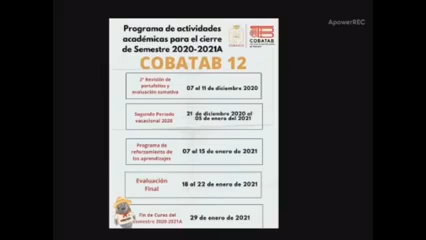 ApowerREC
Programa de actividades
académicas para el cierre
de Semestre 2020-2021A
COBATAB
COBATAB 12
2° Revisión de
portafolios y
evaluación sumativa
07 al 11 de diciembre 2020
Segundo Periodo
vacacional 2020
21 de diciembre 2020 al
05 de enero del 2021
Programa de
reforzamiento de
los aprendizajes
07 al 15 de enero de 2021
Evaluación
Final
18 al 22 de enero de 2021
Fin de Curso del
Semestre 2020-2021A
29 de enero de 2021